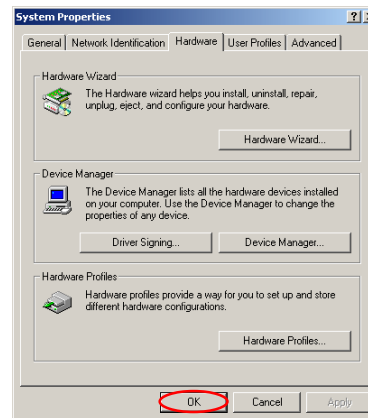 System Properties
General Network Identification Hardware User Profiles Advanced
Hardware Wizard
The Hardware wizard helps you install, uninstall, repair,
unplug, eject, and configure your hardware.
Hardware Wizard...
Device Manager
The Device Manager lists all the hardware devices installed
on your computer. Use the Device Manager to change the
properties of any device.
Driver Signing... Device Manager...
Hardware Profiles
Hardware profiles provide a way for you to set up and store
different hardware configurations.
Hardware Profiles...
OK Cancel Apply